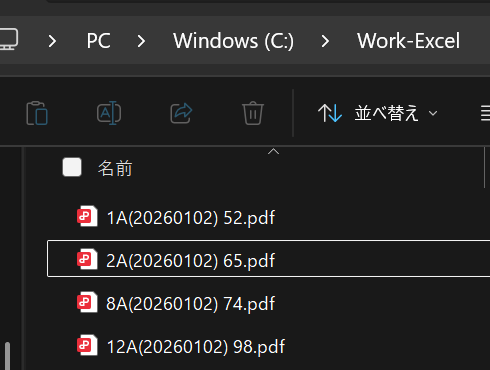 PC > Windows (C:) > Work-Excel
並べ替え
名前
1A(20260102) 52.pdf
2A(20260102) 65.pdf
8A(20260102) 74.pdf
12A(20260102) 98.pdf